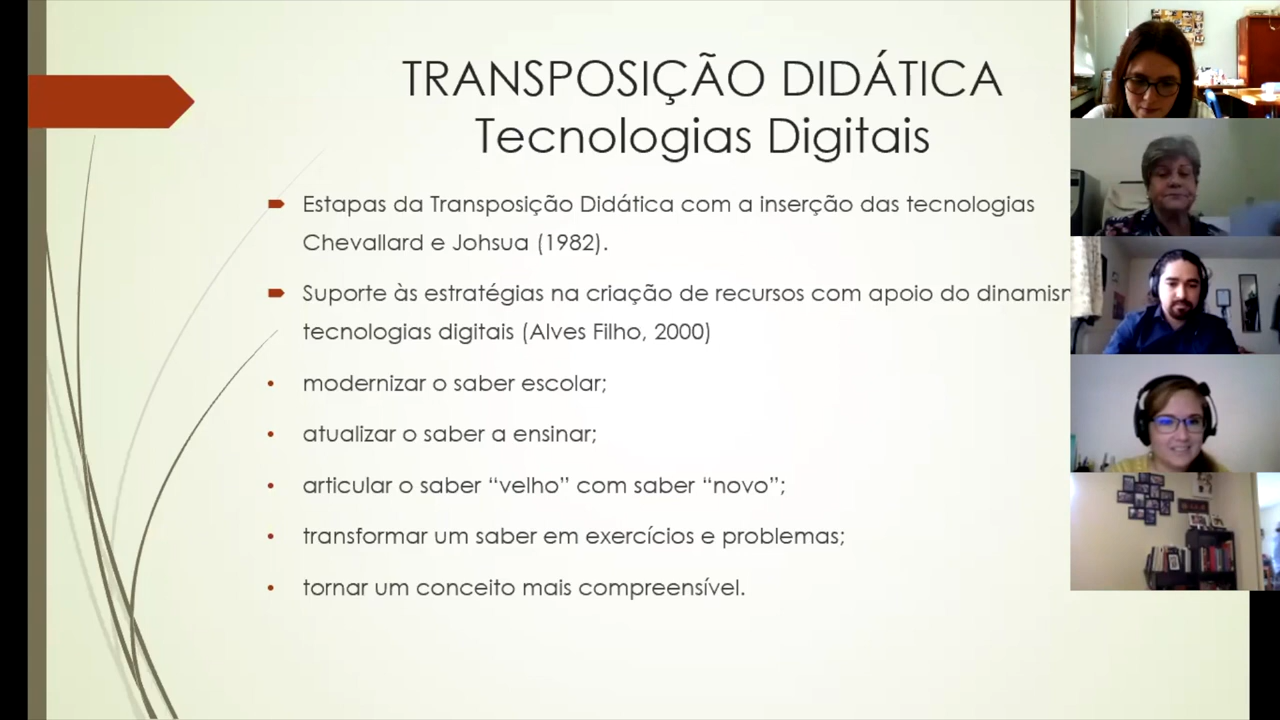 TRANSPOSIÇÃO DIDÁTICA
Tecnologias Digitais
Estapas da Transposição Didática com a inserção das tecnologias
Chevallard e Johsua (1982).
Suporte às estratégias na criação de recursos com apoio do
tecnologias digitais (Alves Filho, 2000)
• modernizar o saber escolar;
• atualizar o saber a ensinar;
• articular o saber “velho” com saber “novo”;
• transformar um saber em exercícios e problemas;
• tornar um conceito mais compreensível.